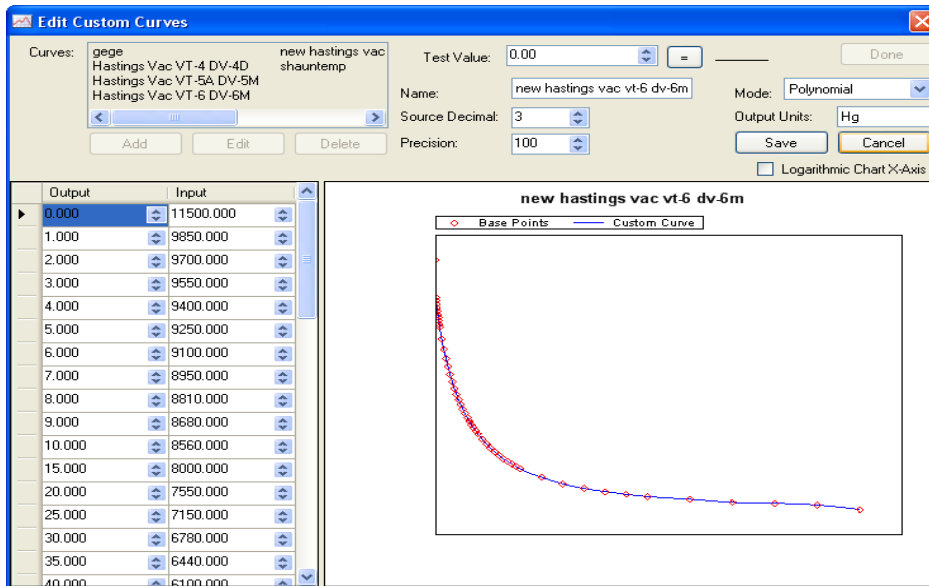 Edit Custom Curves
Curves:
gege
Hastings Vac VT-4 DV-4D
Hastings Vac VT-5A DV-5M
Hastings Vac VT-6 DV-6M
new hastings vac
shauntemp
Add Edit Delete
Test Value: 0.00 = Done
Name: new hastings vac vt-6 dv-6m Mode: Polynomial
Source Decimal: 3 Output Units: Hg
Precision: 100 Save Cancel
Logarithmic Chart X-Axis
Output Input
0.000 11500.000
1.000 9850.000
2.000 9700.000
3.000 9550.000
4.000 9400.000
5.000 9250.000
6.000 9100.000
7.000 8950.000
8.000 8810.000
9.000 8680.000
10.000 8560.000
15.000 8000.000
20.000 7550.000
25.000 7150.000
30.000 6780.000
35.000 6440.000
40.000 6100.000
new hastings vac vt-6 dv-6m
Base Points Custom Curve